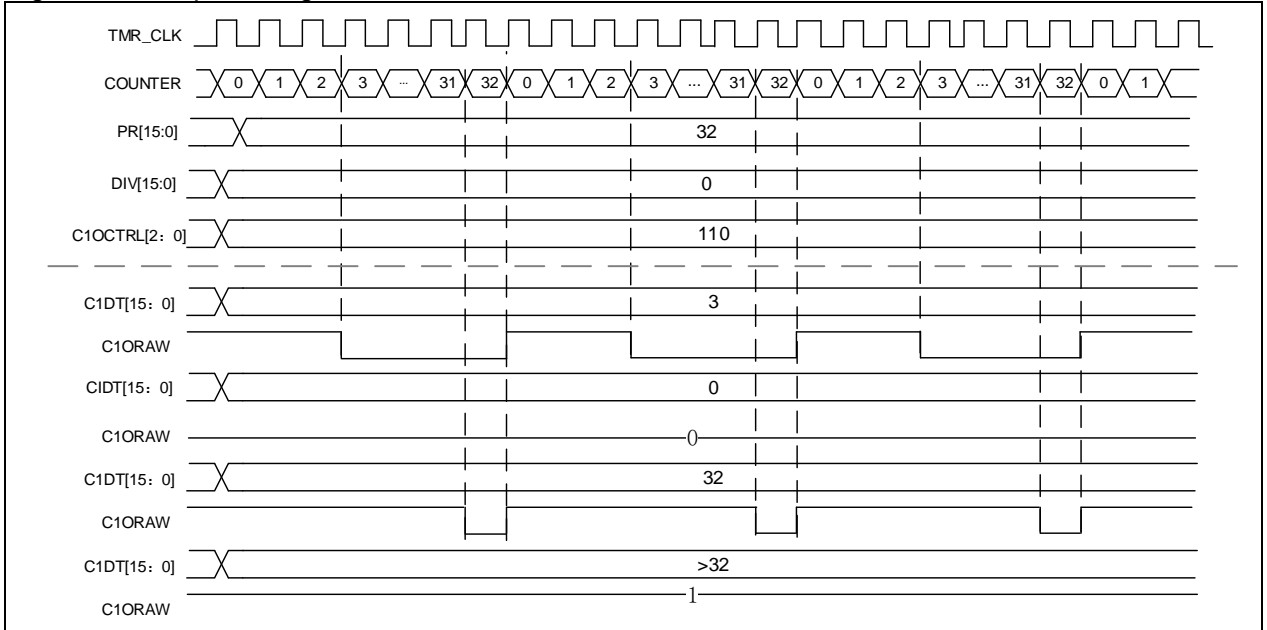 TMR_CLK
COUNTER 0 1 2 3 ... 31 32 0 1 2 3 ... 31 32 0 1 2 3 ... 31 32 0 1
PR[15:0] 32
DIV[15:0] 0
C1OCTRL[2：0] 110
C1DT[15：0] 3
C1ORAW
CIDT[15：0] 0
C1ORAW 0
C1DT[15：0] 32
C1ORAW
C1DT[15：0] >32
C1ORAW 1